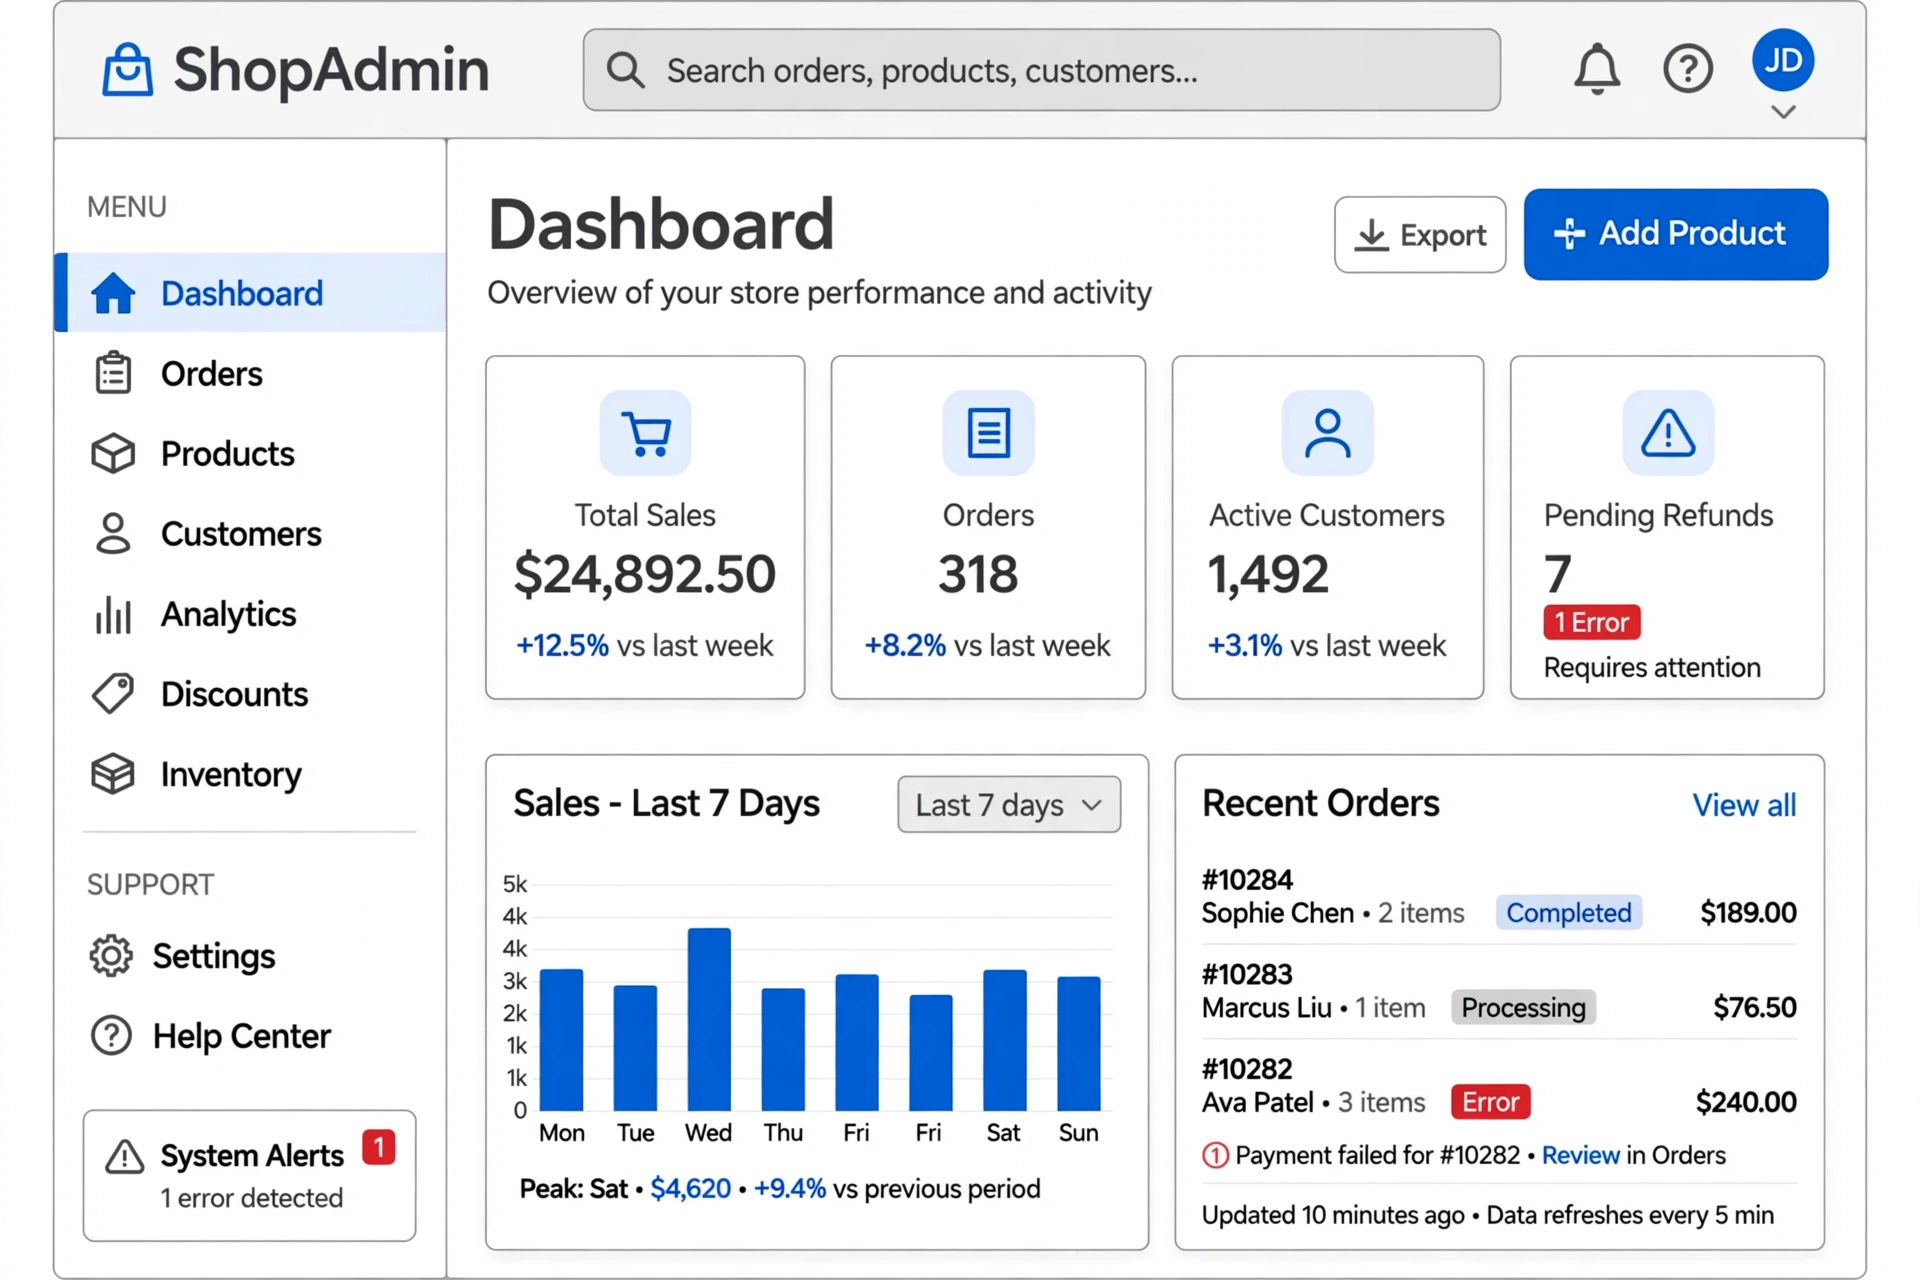 ShopAdmin
Search orders, products, customers...
JD
MENU
Dashboard
Orders
Products
Customers
Analytics
Discounts
Inventory
SUPPORT
Settings
Help Center
System Alerts 1
1 error detected
Dashboard
Overview of your store performance and activity
Export
Add Product
Total Sales
$24,892.50
+12.5% vs last week
Orders
318
+8.2% vs last week
Active Customers
1,492
+3.1% vs last week
Pending Refunds
7
1 Error
Requires attention
Sales - Last 7 Days
Last 7 days
5k
4k
4k
3k
2k
1k
1k
0
Mon Tue Wed Thu Fri Fri Sat Sun
Peak: Sat • $4,620 • +9.4% vs previous period
Recent Orders
View all
#10284
Sophie Chen • 2 items Completed $189.00
#10283
Marcus Liu • 1 item Processing $76.50
#10282
Ava Patel • 3 items Error $240.00
1 Payment failed for #10282 • Review in Orders
Updated 10 minutes ago • Data refreshes every 5 min